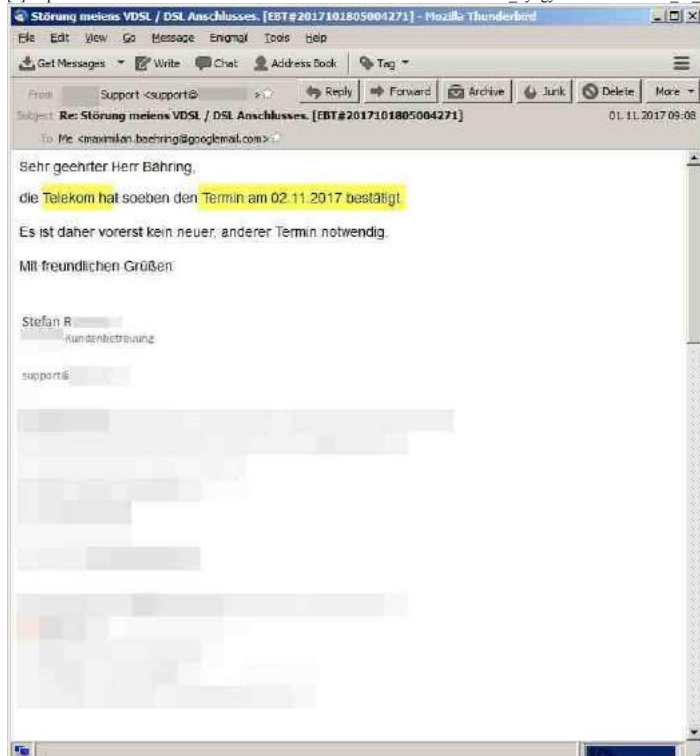 Störung meiens VDSL / DSL Anschlusses. [EBT#2017101805004271] - Mozilla Thunderbird
File Edit View Go Message Enigmail Tools Help
Get Messages Write Chat Address Book Tag
From Support <support@ > Reply Forward Archive Junk Delete More
Subject Re: Störung meiens VDSL / DSL Anschlusses. [EBT#2017101805004271] 01.11.2017 09:08
To Me <maximilian.baehring@googlemail.com>
Sehr geehrter Herr Bähring,
die Telekom hat soeben den Termin am 02.11.2017 bestätigt.
Es ist daher vorerst kein neuer, anderer Termin notwendig.
Mit freundlichen Grüßen
Stefan R
Kundenbetreuung
support@